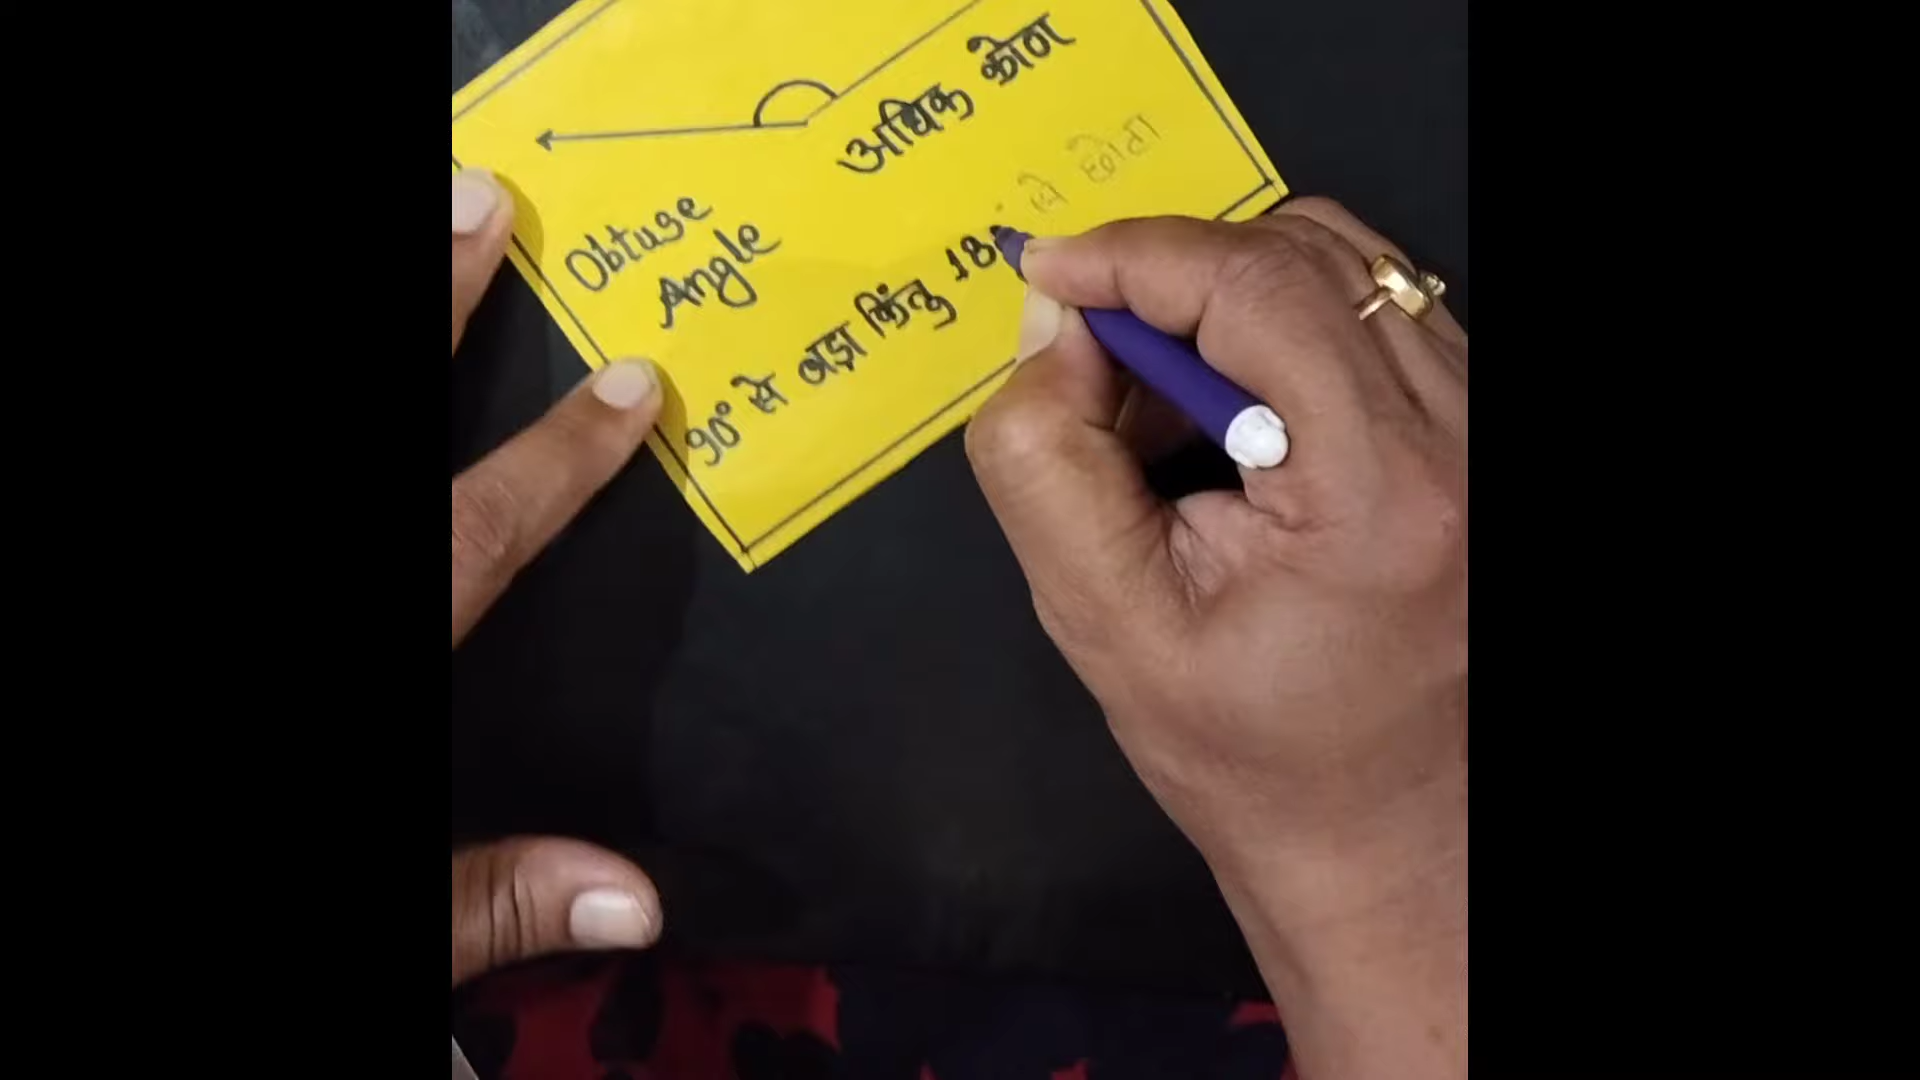 अधिक कोण
Obtuse
Angle
90° से बड़ा किंतु 180° से छोटा